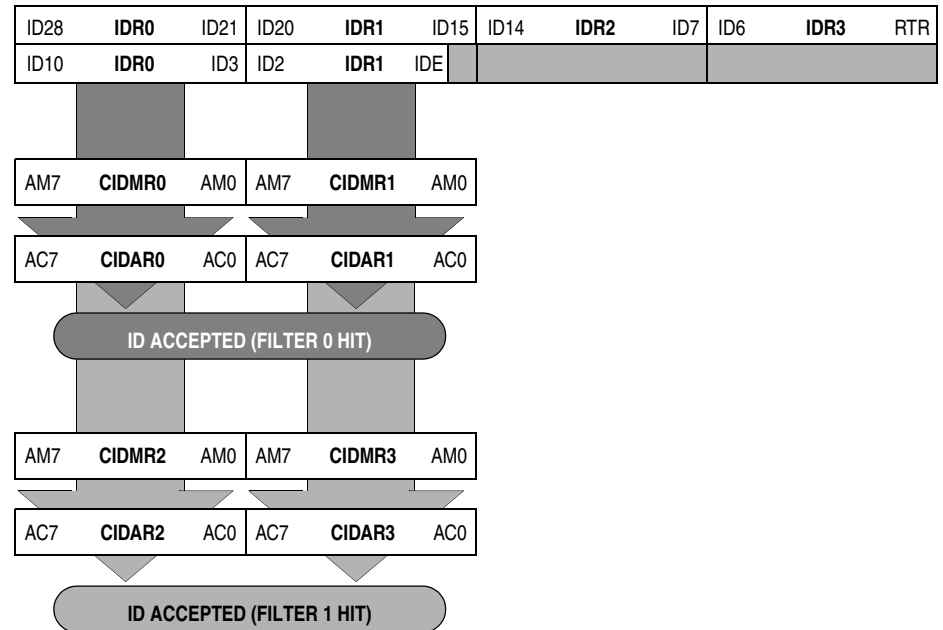 ID28 IDR0 ID21 ID20 IDR1 ID15 ID14 IDR2 ID7 ID6 IDR3 RTR
ID10 IDR0 ID3 ID2 IDR1 IDE
AM7 CIDMR0 AM0 AM7 CIDMR1 AM0
AC7 CIDAR0 AC0 AC7 CIDAR1 AC0
ID ACCEPTED (FILTER 0 HIT)
AM7 CIDMR2 AM0 AM7 CIDMR3 AM0
AC7 CIDAR2 AC0 AC7 CIDAR3 AC0
ID ACCEPTED (FILTER 1 HIT)